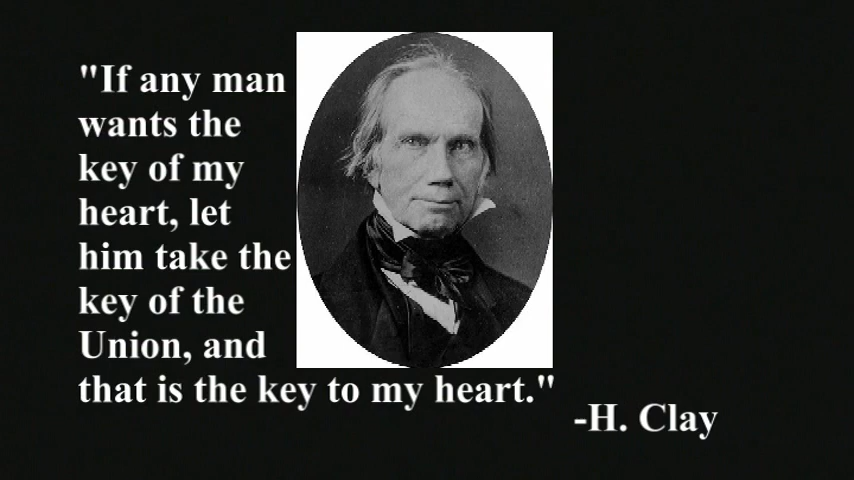 "If any man
wants the
key of my
heart, let
him take the
key of the
Union, and
that is the key to my heart."
-H. Clay